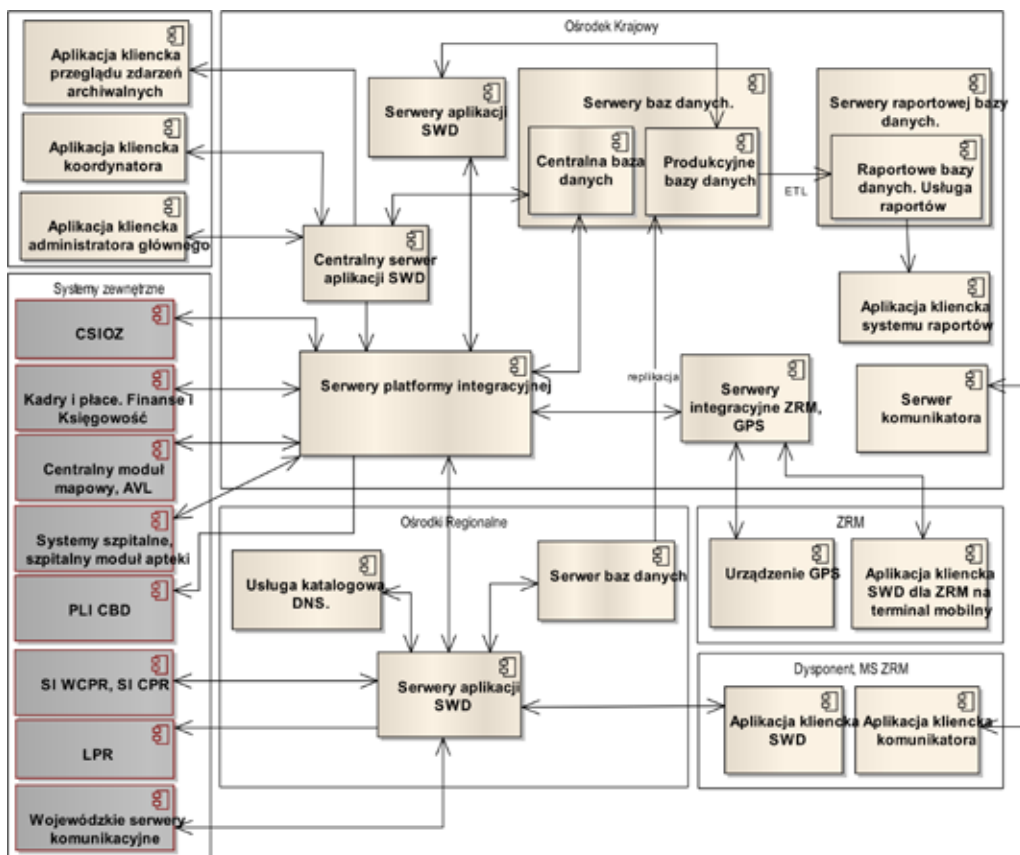 Aplikacja kliencka
przeglądu zdarzeń
archiwalnych
Aplikacja kliencka
koordynatora
Aplikacja kliencka
administratora głównego
Systemy zewnętrzne
CSIOZ
Kadry i płace. Finanse i
Księgowość
Centralny moduł
mapowy, AVL
Systemy szpitalne,
szpitalny moduł apteki
PLI CBD
SI WCPR, SI CPR
LPR
Wojewódzkie serwery
komunikacyjne
Ośrodek Krajowy
Serwery aplikacji
SWD
Serwery baz danych.
Centralna baza
danych
Produkcyjne
bazy danych
ETL
Serwery raportowej bazy
danych.
Raportowe bazy
danych. Usługa
raportów
Centralny serwer
aplikacji SWD
Aplikacja kliencka
systemu raportów
Serwery platformy integracyjnej
replikacja
Serwery
integracyjne ZRM,
GPS
Serwer
komunikatora
Ośrodki Regionalne
Usługa katalogowa
DNS.
Serwer baz danych
Serwery aplikacji
SWD
ZRM
Urządzenie GPS
Aplikacja kliencka
SWD dla ZRM na
terminal mobilny
Dysponent, MS ZRM
Aplikacja kliencka
SWD
Aplikacja kliencka
komunikatora